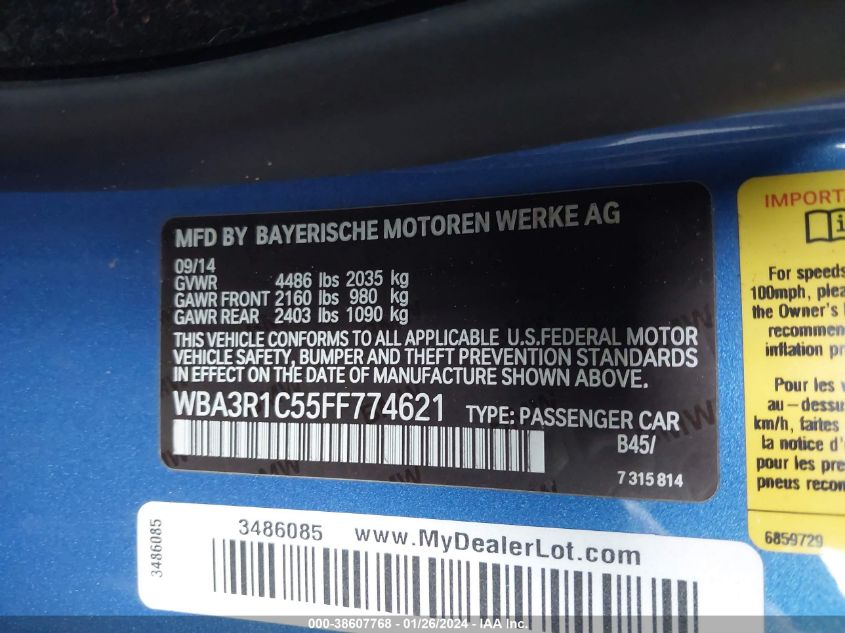 MFD BY BAYERISCHE MOTOREN WERKE AG
09/14
GVWR 4486 lbs 2035 kg
GAWR FRONT 2160 lbs 980 kg
GAWR REAR 2403 lbs 1090 kg
THIS VEHICLE CONFORMS TO ALL APPLICABLE U.S.FEDERAL MOTOR
VEHICLE SAFETY, BUMPER AND THEFT PREVENTION STANDARDS
IN EFFECT ON THE DATE OF MANUFACTURE SHOWN ABOVE.
WBA3R1C55FF774621 TYPE: PASSENGER CAR
B45/
7 315 814
IMPORTA
For speeds
100mph, plea
the Owner's
recommen
inflation pr
Pour les v
au-dessu
km/h, faites
la notice d'
pour les pre
pneus recom
6859729
3486085
3486085 www.MyDealerLot.com
000-38607768 - 01/26/2024 - IAA Inc.